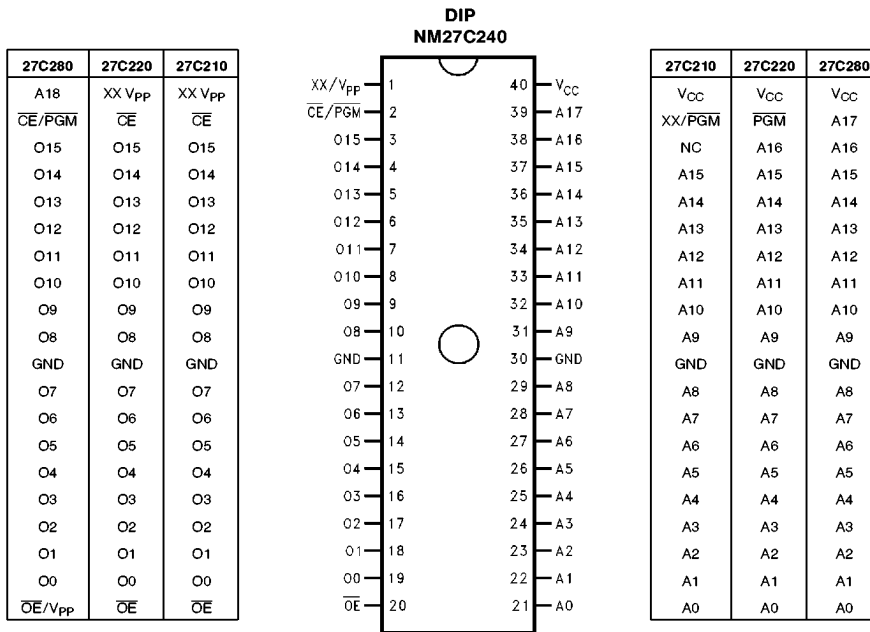 DIP
NM27C240
27C280 27C220 27C210
A18 XX VPP XX VPP
CE/PGM CE CE
O15 O15 O15
O14 O14 O14
O13 O13 O13
O12 O12 O12
O11 O11 O11
O10 O10 O10
O9 O9 O9
O8 O8 O8
GND GND GND
O7 O7 O7
O6 O6 O6
O5 O5 O5
O4 O4 O4
O3 O3 O3
O2 O2 O2
O1 O1 O1
O0 O0 O0
OE/VPP OE OE
XX/VPP 1 40 VCC
CE/PGM 2 39 A17
O15 3 38 A16
O14 4 37 A15
O13 5 36 A14
O12 6 35 A13
O11 7 34 A12
O10 8 33 A11
O9 9 32 A10
O8 10 31 A9
GND 11 30 GND
O7 12 29 A8
O6 13 28 A7
O5 14 27 A6
O4 15 26 A5
O3 16 25 A4
O2 17 24 A3
O1 18 23 A2
O0 19 22 A1
OE 20 21 A0
27C210 27C220 27C280
VCC VCC VCC
XX/PGM PGM A17
NC A16 A16
A15 A15 A15
A14 A14 A14
A13 A13 A13
A12 A12 A12
A11 A11 A11
A10 A10 A10
A9 A9 A9
GND GND GND
A8 A8 A8
A7 A7 A7
A6 A6 A6
A5 A5 A5
A4 A4 A4
A3 A3 A3
A2 A2 A2
A1 A1 A1
A0 A0 A0